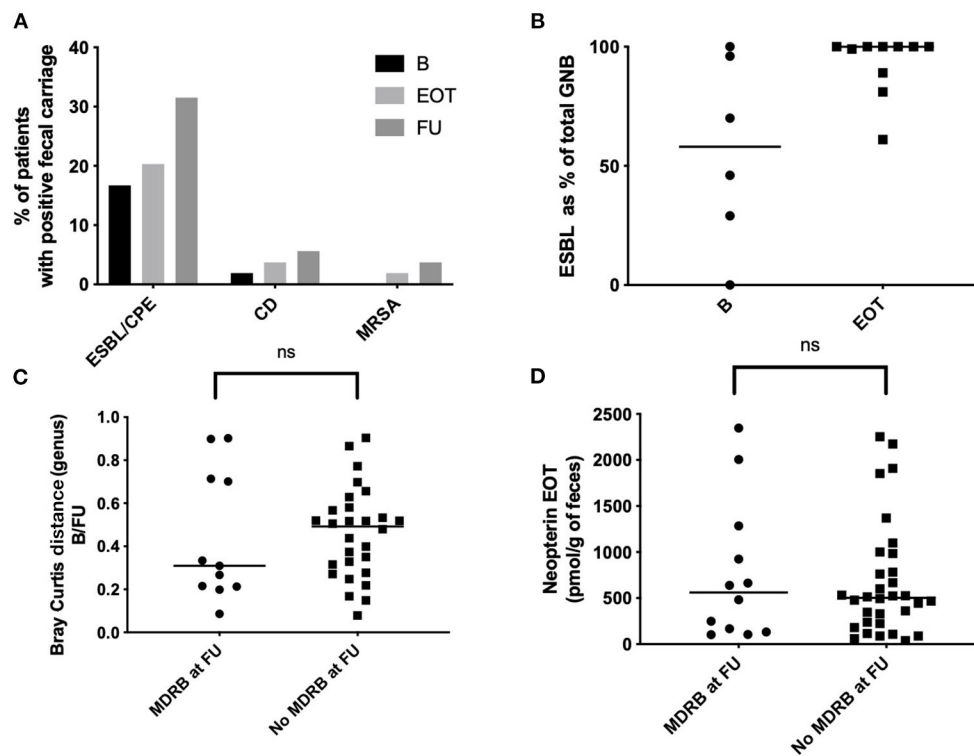 A
% of patients
with positive fecal carriage
40
30
20
10
0
B
EOT
FU
ESBL/CPE
CD
MRSA
B
ESBL as % of total GNB
100
50
0
B
EOT
C
ns
Bray Curtis distance (genus)
B/FU
1.0
0.8
0.6
0.4
0.2
0.0
MDRB at FU
No MDRB at FU
D
ns
Neopterin EOT
(pmol/g of feces)
2500
2000
1500
1000
500
0
MDRB at FU
No MDRB at FU